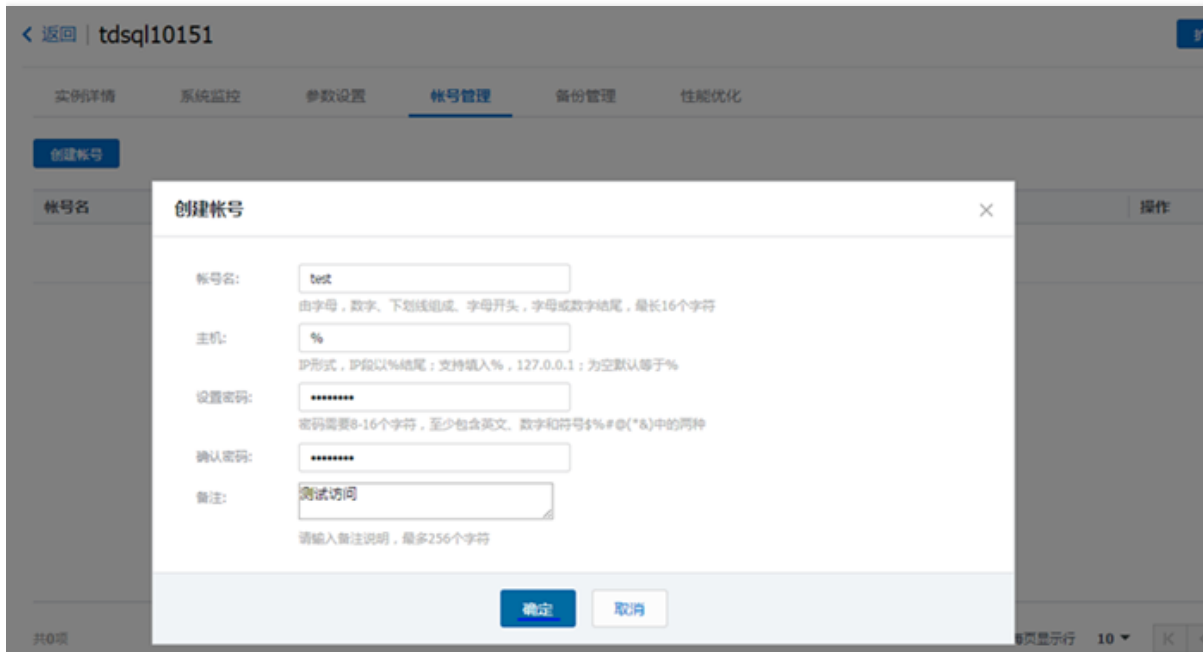 返回 | tdsql10151
扩
实例详情 系统监控 参数设置 帐号管理 备份管理 性能优化
创建帐号
帐号名 操作
创建帐号
帐号名: test
由字母，数字、下划线组成、字母开头，字母或数字结尾，最长16个字符
主机: %
IP形式，IP段以%结尾；支持填入%，127.0.0.1；为空默认等于%
设置密码: ••••••••
密码需要8-16个字符，至少包含英文、数字和符号$%#@(*&)中的两种
确认密码: ••••••••
备注: 测试访问
请输入备注说明，最多256个字符
确定 取消
共0项 页显示行 10